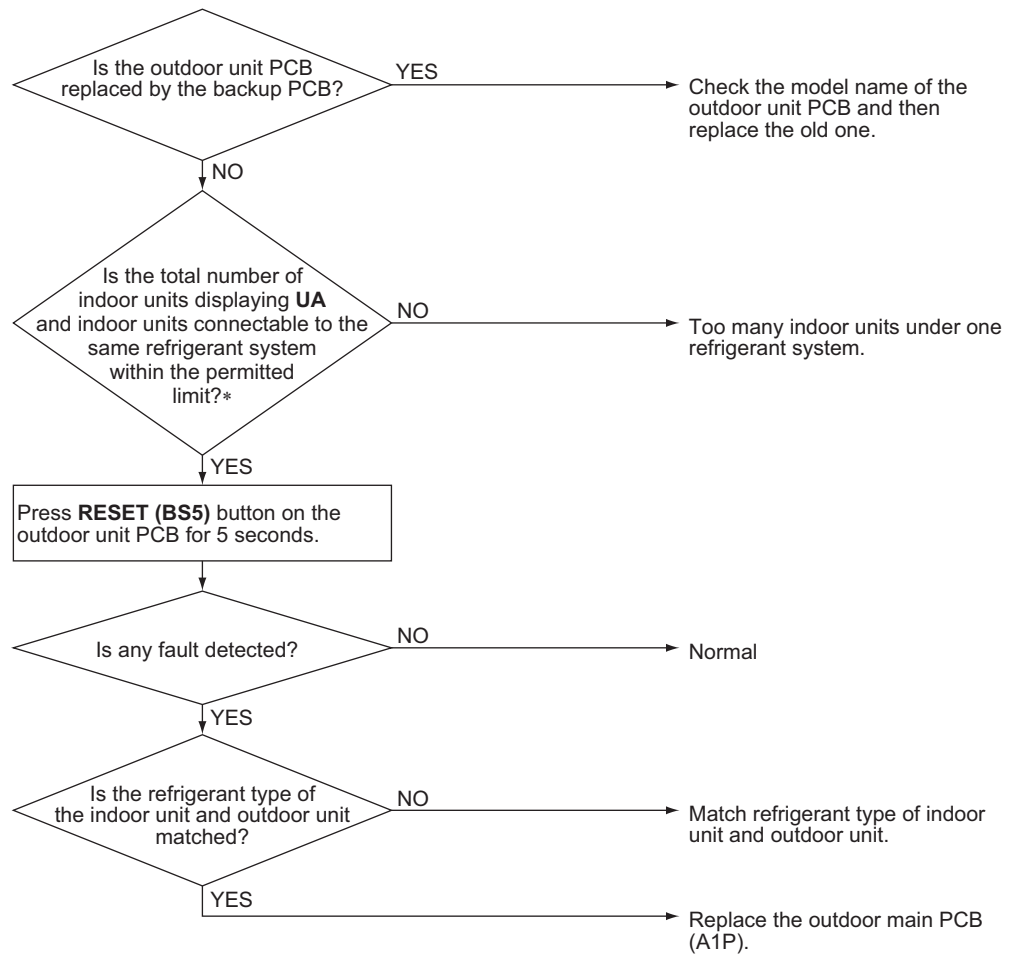 Is the outdoor unit PCB
replaced by the backup PCB?
YES
Check the model name of the
outdoor unit PCB and then
replace the old one.
NO
Is the total number of
indoor units displaying UA
and indoor units connectable to the
same refrigerant system
within the permitted
limit?*
NO
Too many indoor units under one
refrigerant system.
YES
Press RESET (BS5) button on the
outdoor unit PCB for 5 seconds.
Is any fault detected?
NO
Normal
YES
Is the refrigerant type of
the indoor unit and outdoor unit
matched?
NO
Match refrigerant type of indoor
unit and outdoor unit.
YES
Replace the outdoor main PCB
(A1P).